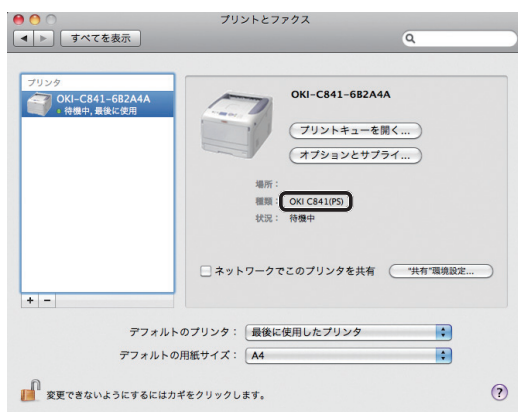 プリントとファクス
すべてを表示
プリンタ
OKI-C841-6B2A4A
待機中, 最後に使用
OKI-C841-6B2A4A
プリントキューを開く...
オプションとサプライ...
場所：
種類： OKI C841(PS)
状況： 待機中
ネットワークでこのプリンタを共有
"共有"環境設定...
+ −
デフォルトのプリンタ： 最後に使用したプリンタ
デフォルトの用紙サイズ： A4
変更できないようにするにはカギをクリックします。
?